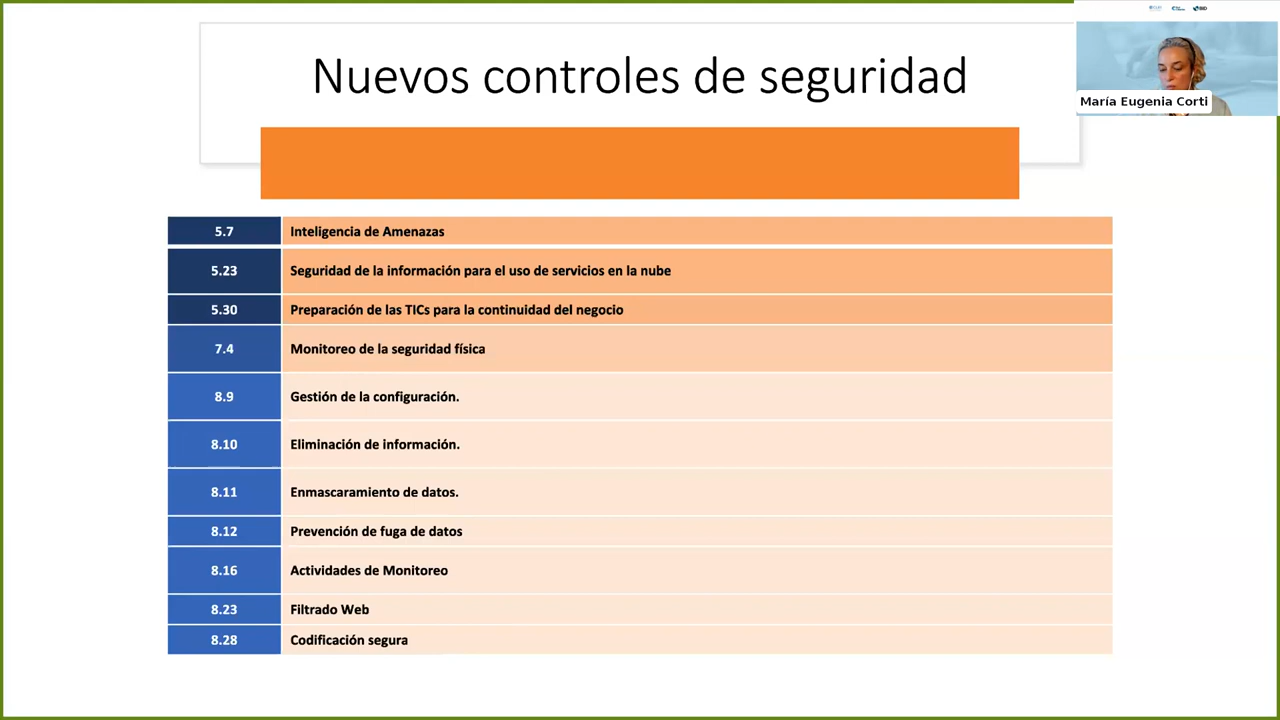 Nuevos controles de seguridad
BID
María Eugenia Corti
5.7 Inteligencia de Amenazas
5.23 Seguridad de la información para el uso de servicios en la nube
5.30 Preparación de las TICs para la continuidad del negocio
7.4 Monitoreo de la seguridad física
8.9 Gestión de la configuración.
8.10 Eliminación de información.
8.11 Enmascaramiento de datos.
8.12 Prevención de fuga de datos
8.16 Actividades de Monitoreo
8.23 Filtrado Web
8.28 Codificación segura